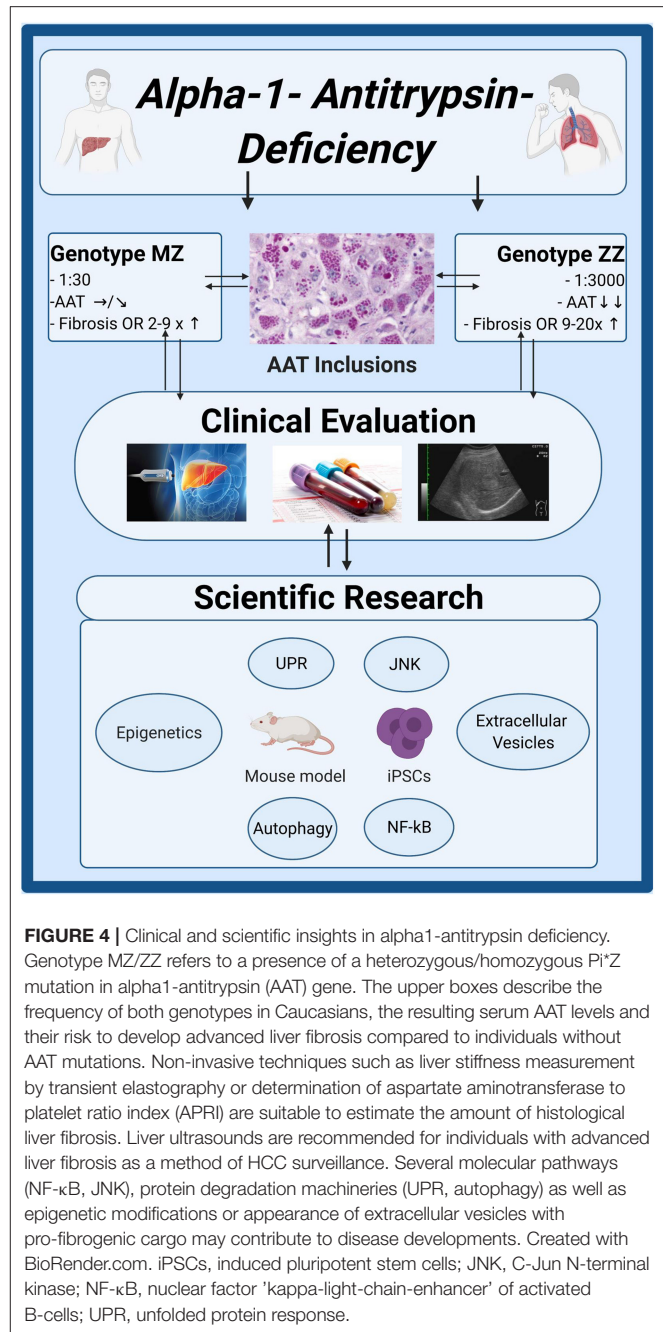 Alpha-1- Antitrypsin-
Deficiency
Genotype MZ
- 1:30
-AAT →/↘
- Fibrosis OR 2-9 x ↑
Genotype ZZ
- 1:3000
- AAT↓ ↓
- Fibrosis OR 9-20x ↑
AAT Inclusions
Clinical Evaluation
Scientific Research
UPR
JNK
Epigenetics
Extracellular
Vesicles
Mouse model
iPSCs
Autophagy
NF-kB
FIGURE 4 | Clinical and scientific insights in alpha1-antitrypsin deficiency.
Genotype MZ/ZZ refers to a presence of a heterozygous/homozygous Pi*Z
mutation in alpha1-antitrypsin (AAT) gene. The upper boxes describe the
frequency of both genotypes in Caucasians, the resulting serum AAT levels and
their risk to develop advanced liver fibrosis compared to individuals without
AAT mutations. Non-invasive techniques such as liver stiffness measurement
by transient elastography or determination of aspartate aminotransferase to
platelet ratio index (APRI) are suitable to estimate the amount of histological
liver fibrosis. Liver ultrasounds are recommended for individuals with advanced
liver fibrosis as a method of HCC surveillance. Several molecular pathways
(NF-κB, JNK), protein degradation machineries (UPR, autophagy) as well as
epigenetic modifications or appearance of extracellular vesicles with
pro-fibrogenic cargo may contribute to disease developments. Created with
BioRender.com. iPSCs, induced pluripotent stem cells; JNK, C-Jun N-terminal
kinase; NF-κB, nuclear factor 'kappa-light-chain-enhancer' of activated
B-cells; UPR, unfolded protein response.